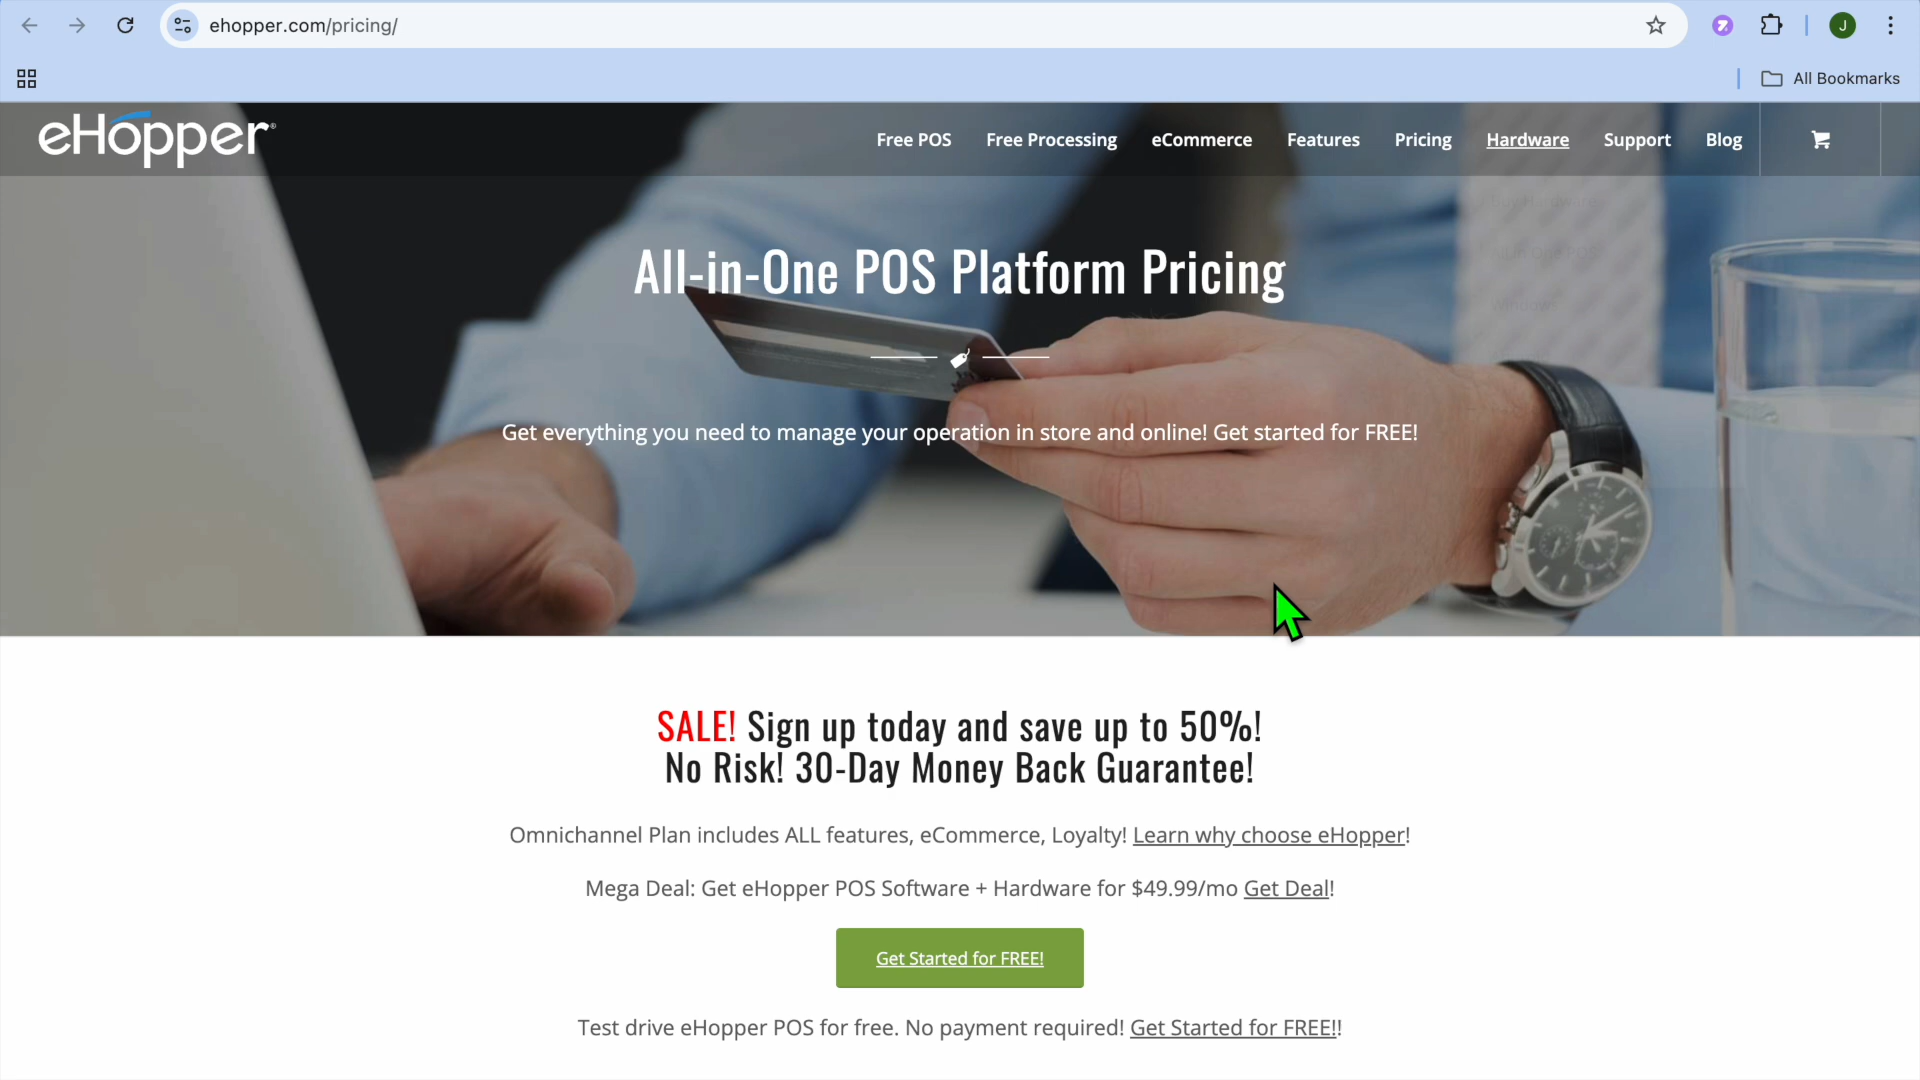 ehopper.com/pricing/
J
All Bookmarks
eHopper®
Free POS
Free Processing
eCommerce
Features
Pricing
Hardware
Support
Blog
All-in-One POS Platform Pricing
Get everything you need to manage your operation in store and online! Get started for FREE!
SALE! Sign up today and save up to 50%!
No Risk! 30-Day Money Back Guarantee!
Omnichannel Plan includes ALL features, eCommerce, Loyalty! Learn why choose eHopper!
Mega Deal: Get eHopper POS Software + Hardware for $49.99/mo Get Deal!
Get Started for FREE!
Test drive eHopper POS for free. No payment required! Get Started for FREE!!